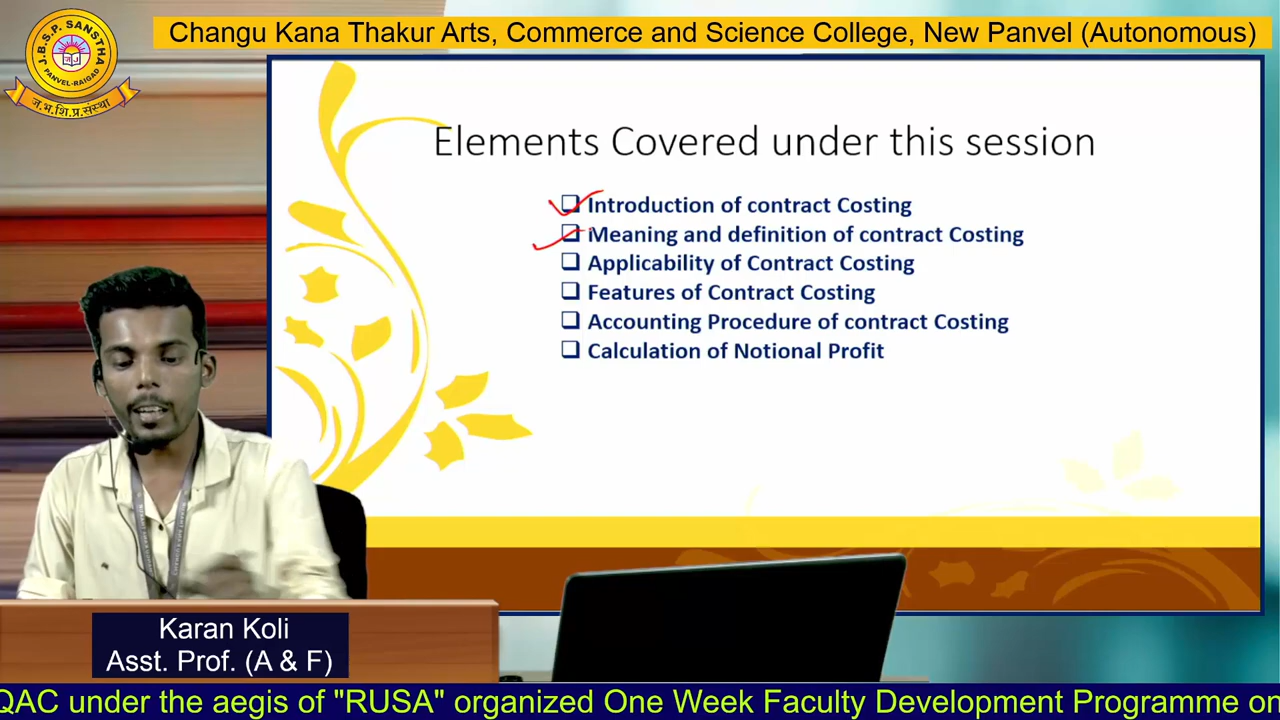 J.B.S.P. SANSTHA
PANVEL-RAIGAD
ज.भ.शि.प्र.संस्था
Changu Kana Thakur Arts, Commerce and Science College, New Panvel (Autonomous)
Elements Covered under this session
❑ Introduction of contract Costing
❑ Meaning and definition of contract Costing
❑ Applicability of Contract Costing
❑ Features of Contract Costing
❑ Accounting Procedure of contract Costing
❑ Calculation of Notional Profit
Karan Koli
Asst. Prof. (A & F)
QAC under the aegis of "RUSA" organized One Week Faculty Development Programme on